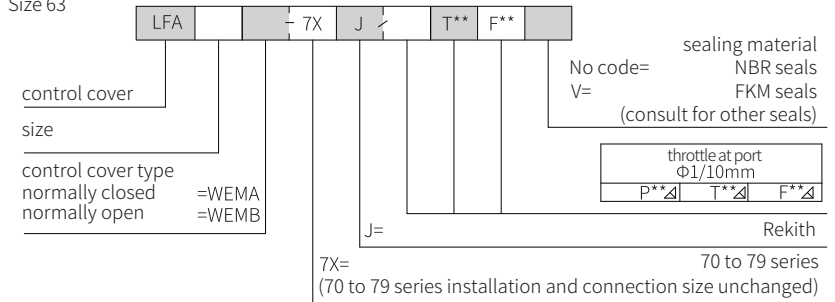 Size 63
LFA - 7X J / T** F**
sealing material
No code= NBR seals
V= FKM seals
(consult for other seals)
control cover
size
throttle at port
Φ1/10mm
P** T** F**
control cover type
normally closed =WEMA
normally open =WEMB
J= Rekith
7X= 70 to 79 series
(70 to 79 series installation and connection size unchanged)